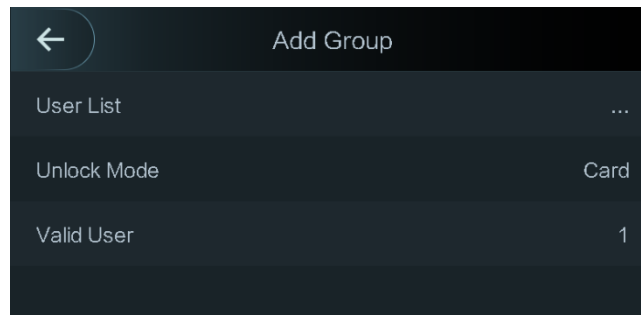 Add Group
User List ...
Unlock Mode Card
Valid User 1